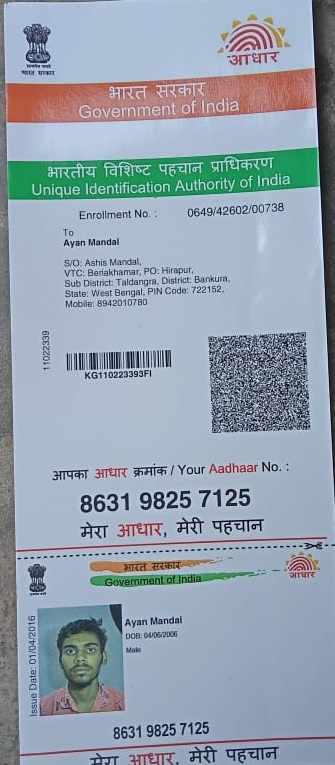 भारत सरकार
आधार
भारत सरकार
Government of India
भारतीय विशिष्ट पहचान प्राधिकरण
Unique Identification Authority of India
Enrollment No. : 0649/42602/00738
To
Ayan Mandal
S/O: Ashis Mandal,
VTC: Beriakhamar, PO: Hirapur,
Sub District: Taldangra, District: Bankura,
State: West Bengal, PIN Code: 722152,
Mobile: 8942010780
11022339
KG110223393FI
आपका आधार क्रमांक / Your Aadhaar No. :
8631 9825 7125
मेरा आधार, मेरी पहचान
भारत सरकार
Government of India
आधार
Issue Date: 01/04/2016
Ayan Mandal
DOB: 04/06/2006
Male
8631 9825 7125
मेरा आधार, मेरी पहचान